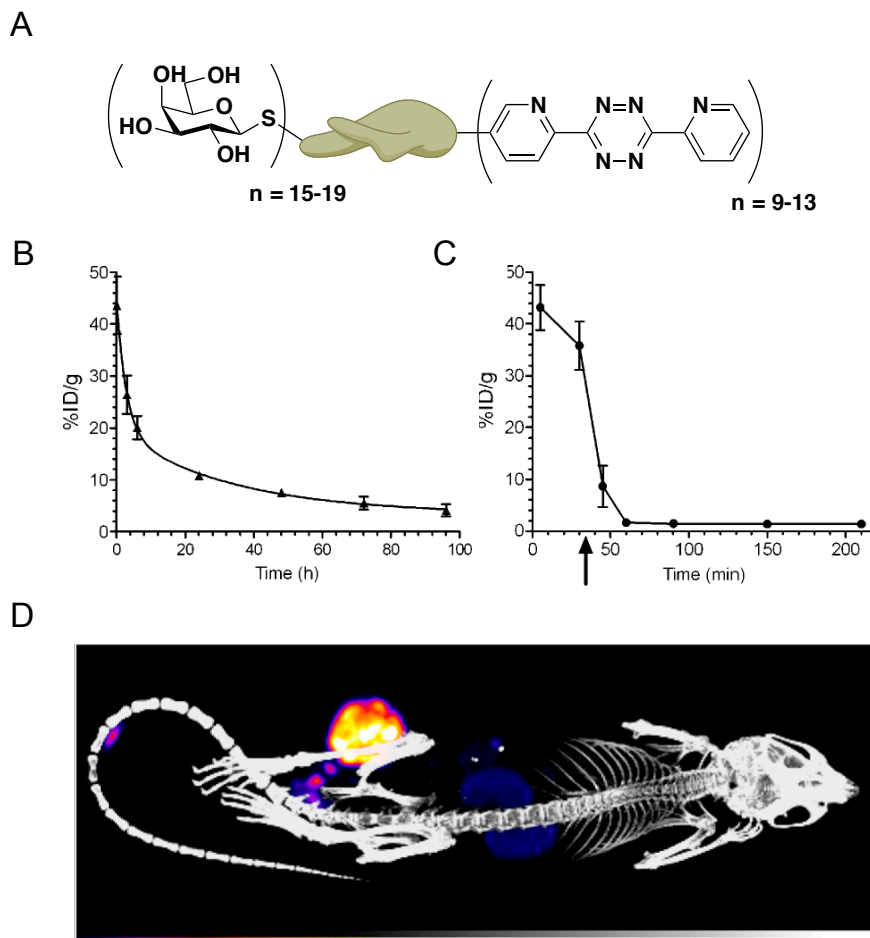 A
OH OH
O
S
HO
OH
n = 15-19
N
N=N
N
N=N
n = 9-13
B
50
40
30
20
10
0
%ID/g
0 20 40 60 80 100
Time (h)
C
50
40
30
20
10
0
%ID/g
0 50 100 150 200
Time (min)
D